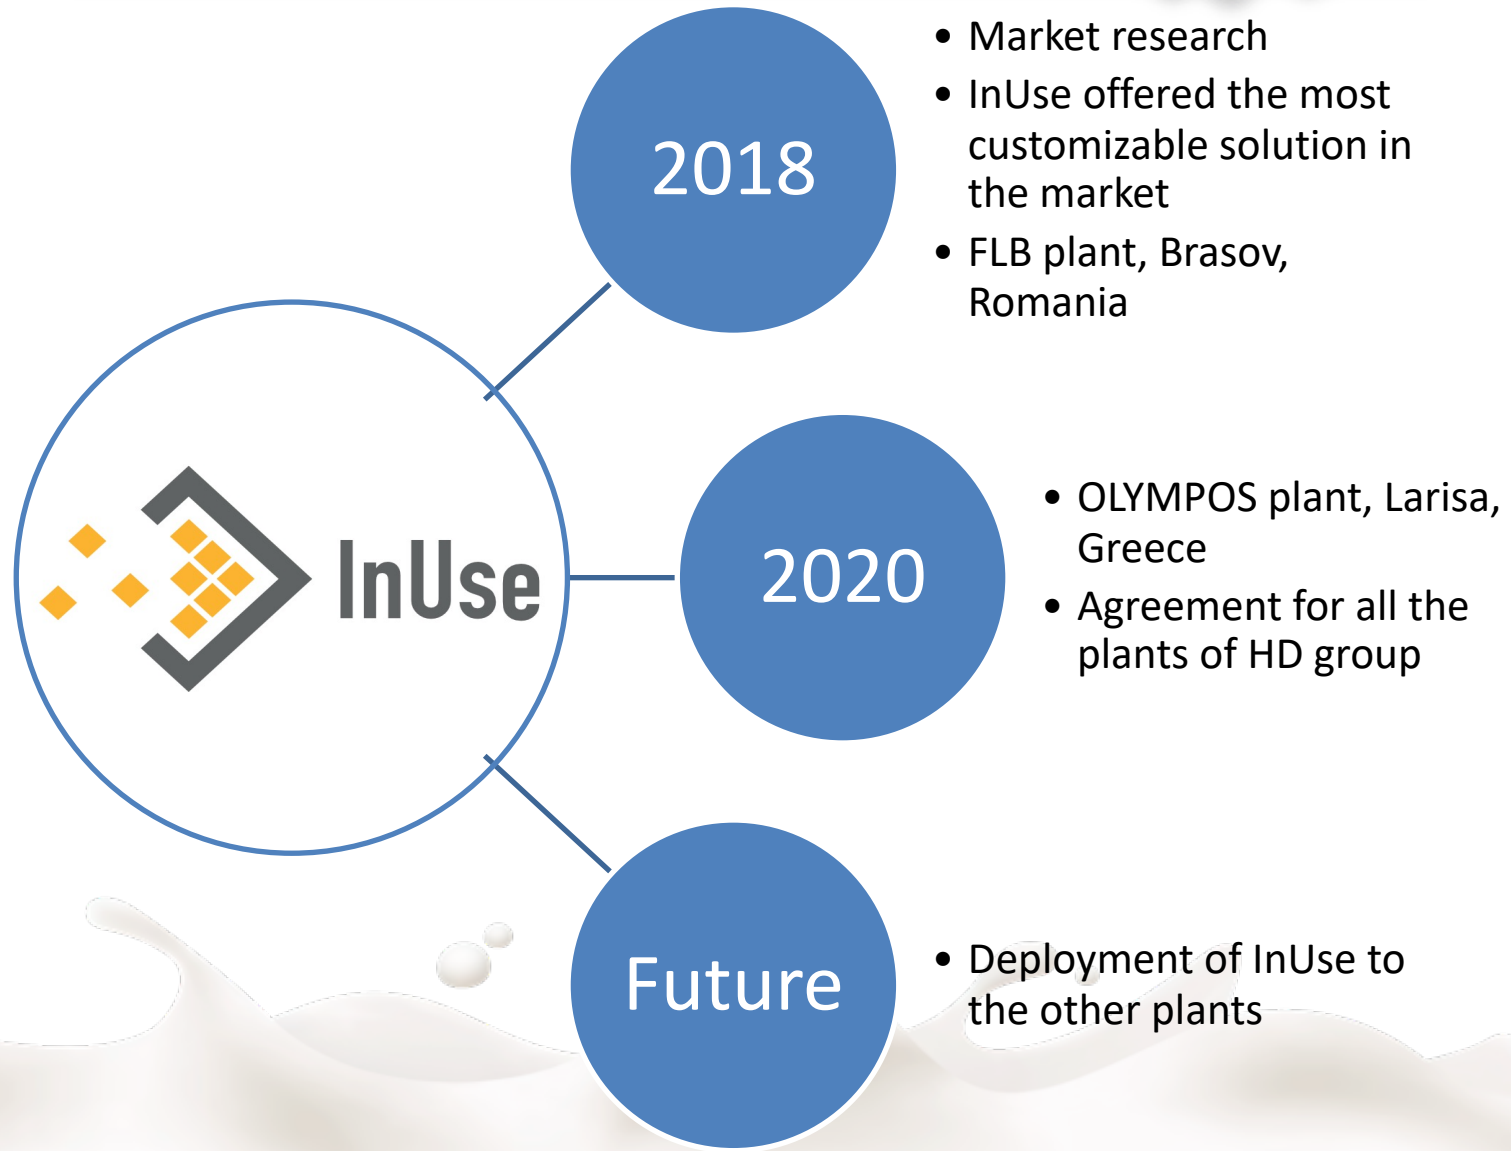 2018
• Market research
• InUse offered the most
customizable solution in
the market
• FLB plant, Brasov,
Romania
InUse
2020
• OLYMPOS plant, Larisa,
Greece
• Agreement for all the
plants of HD group
Future
• Deployment of InUse to
the other plants